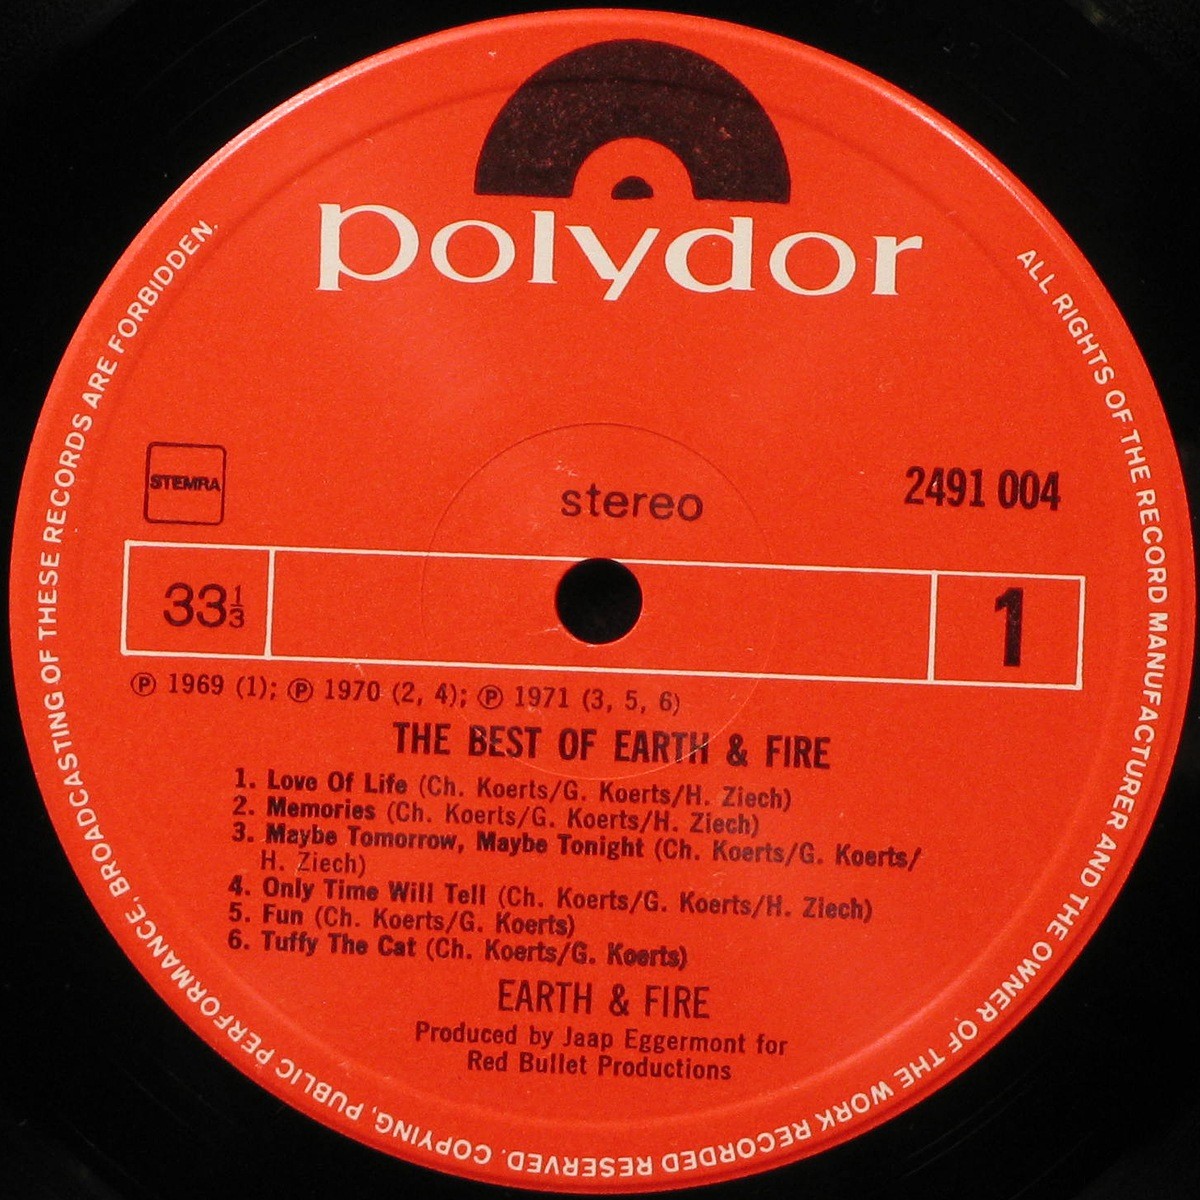 polydor
ALL RIGHTS OF THE RECORD MANUFACTURER AND THE OWNER OF THE WORK RECORDED RESERVED. COPYING, PUBLIC PERFORMANCE, BROADCASTING OF THESE RECORDS ARE FORBIDDEN.
STEMRA
stereo
2491 004
33⅓
1
℗ 1969 (1); ℗ 1970 (2, 4); ℗ 1971 (3, 5, 6)
THE BEST OF EARTH & FIRE
1. Love Of Life (Ch. Koerts/G. Koerts/H. Ziech)
2. Memories (Ch. Koerts/G. Koerts/H. Ziech)
3. Maybe Tomorrow, Maybe Tonight (Ch. Koerts/G. Koerts/
H. Ziech)
4. Only Time Will Tell (Ch. Koerts/G. Koerts/H. Ziech)
5. Fun (Ch. Koerts/G. Koerts)
6. Tuffy The Cat (Ch. Koerts/G. Koerts)
EARTH & FIRE
Produced by Jaap Eggermont for
Red Bullet Productions